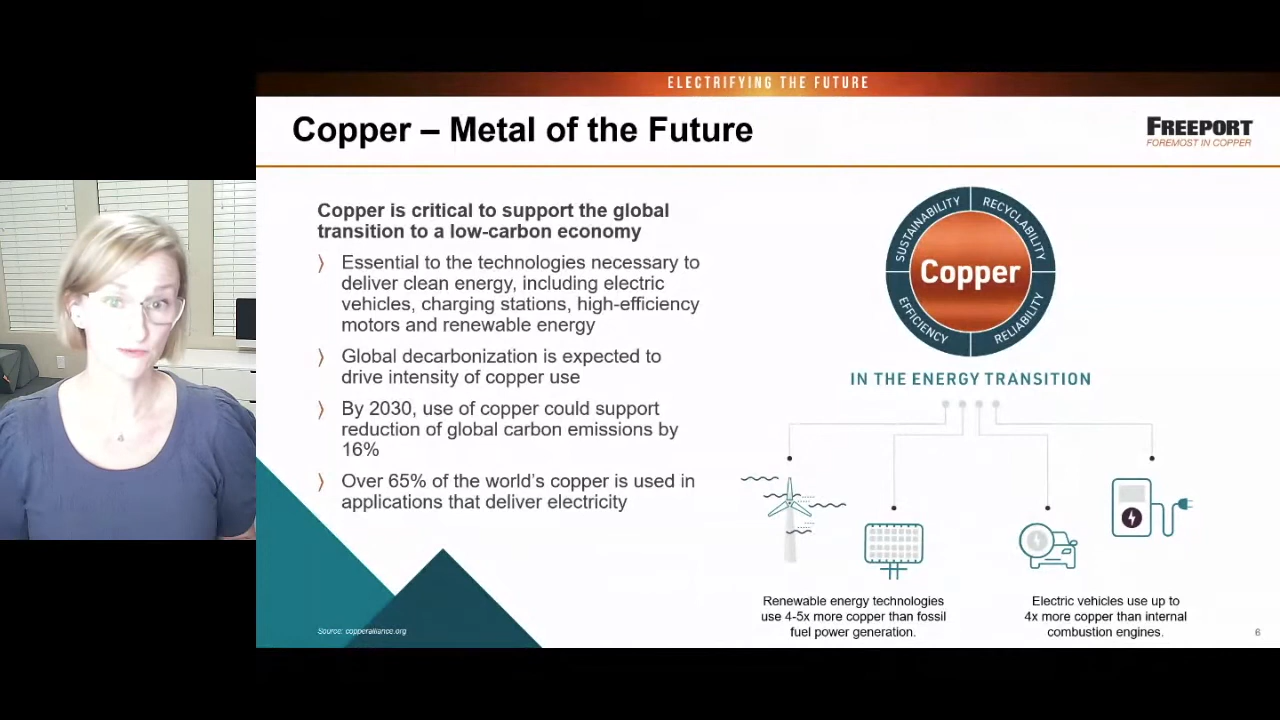 ELECTRIFYING THE FUTURE
Copper – Metal of the Future
FREEPORT
FOREMOST IN COPPER
Copper is critical to support the global
transition to a low-carbon economy
Essential to the technologies necessary to
deliver clean energy, including electric
vehicles, charging stations, high-efficiency
motors and renewable energy
Global decarbonization is expected to
drive intensity of copper use
By 2030, use of copper could support
reduction of global carbon emissions by
16%
Over 65% of the world's copper is used in
applications that deliver electricity
SUSTAINABILITY
RECYCLABILITY
Copper
EFFICIENCY
RELIABILITY
IN THE ENERGY TRANSITION
Renewable energy technologies
use 4-5x more copper than fossil
fuel power generation.
Electric vehicles use up to
4x more copper than internal
combustion engines.
Source: copperalliance.org
6